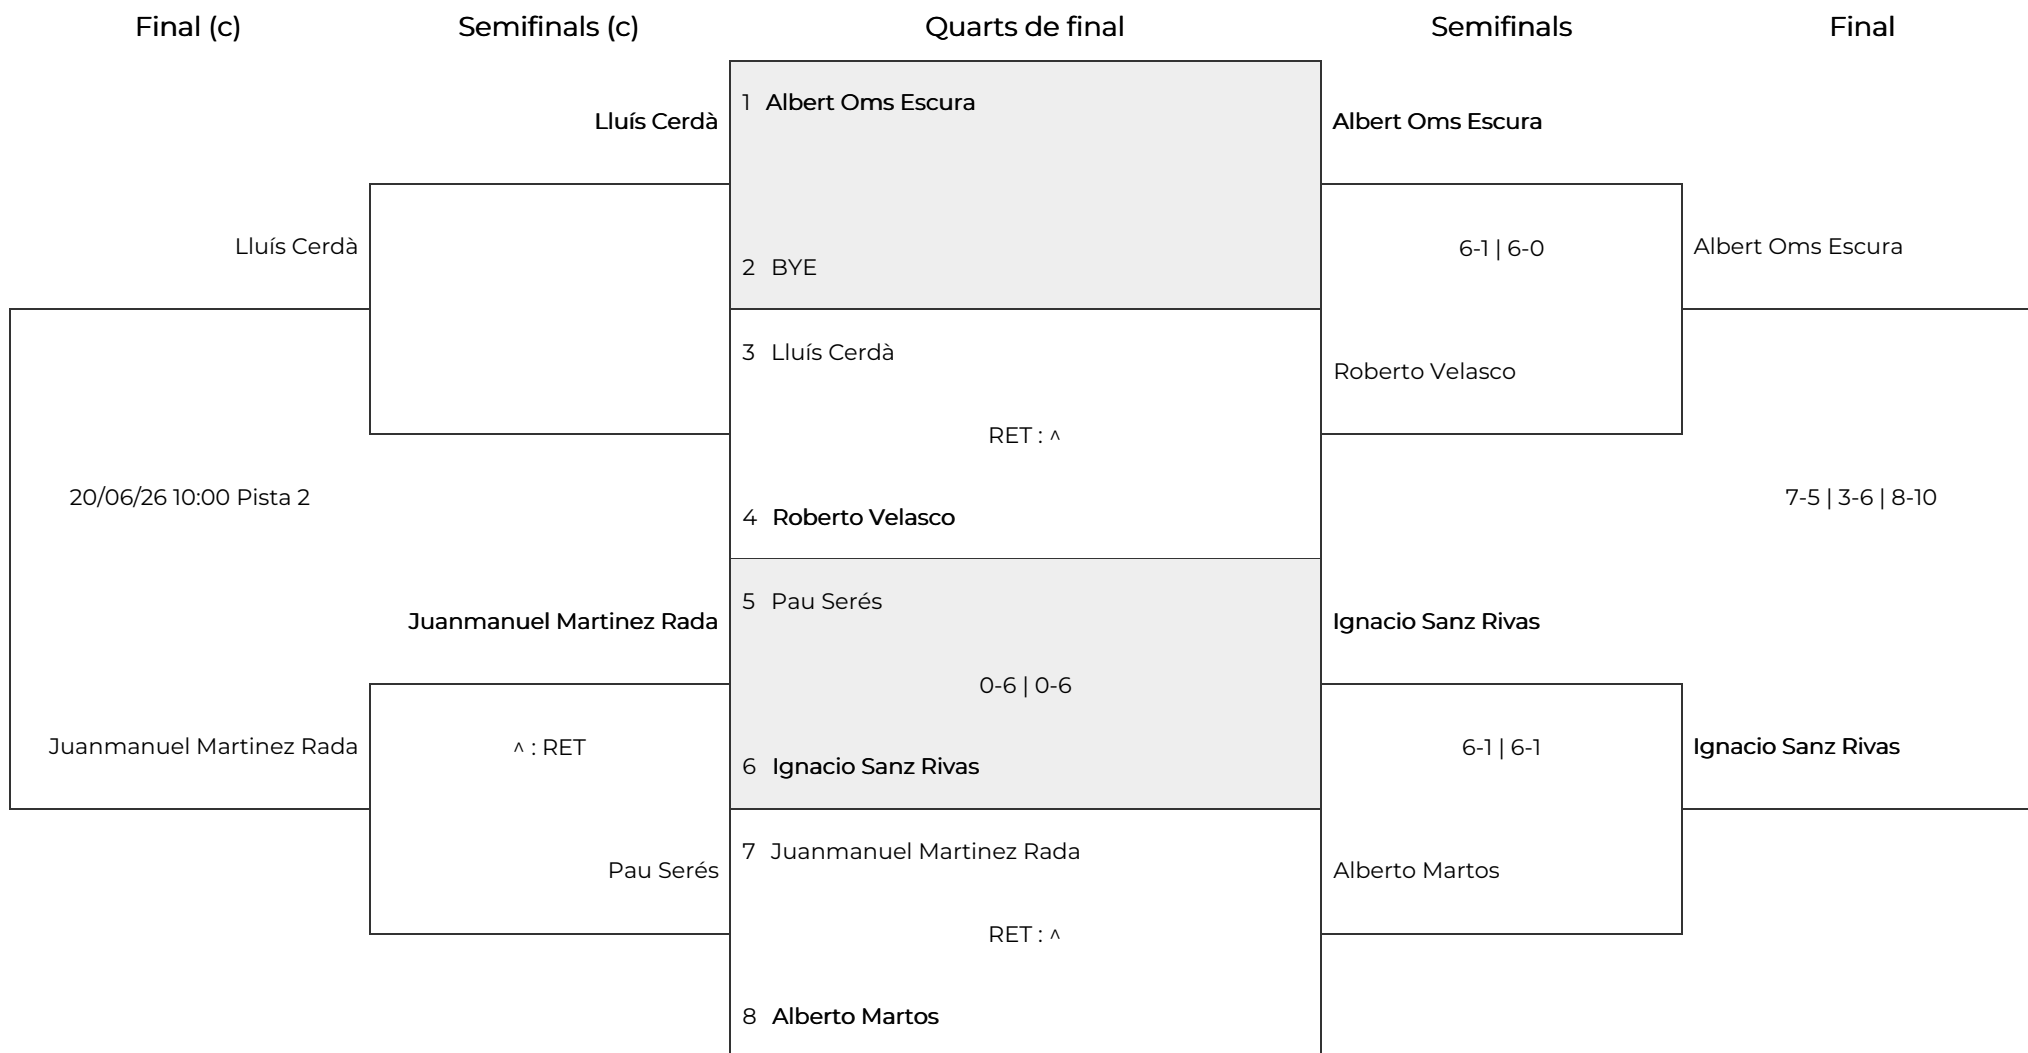 Final (c)
Semifinals (c)
Quarts de final
Semifinals
Final
Lluís Cerdà
Juanmanuel Martinez Rada
20/06/26 10:00 Pista 2
Lluís Cerdà
Juanmanuel Martinez Rada
^ : RET
Pau Serés
1 Albert Oms Escura
2 BYE
3 Lluís Cerdà
RET : ^
4 Roberto Velasco
5 Pau Serés
0-6 | 0-6
6 Ignacio Sanz Rivas
7 Juanmanuel Martinez Rada
RET : ^
8 Alberto Martos
Albert Oms Escura
6-1 | 6-0
Roberto Velasco
Ignacio Sanz Rivas
6-1 | 6-1
Alberto Martos
Albert Oms Escura
7-5 | 3-6 | 8-10
Ignacio Sanz Rivas